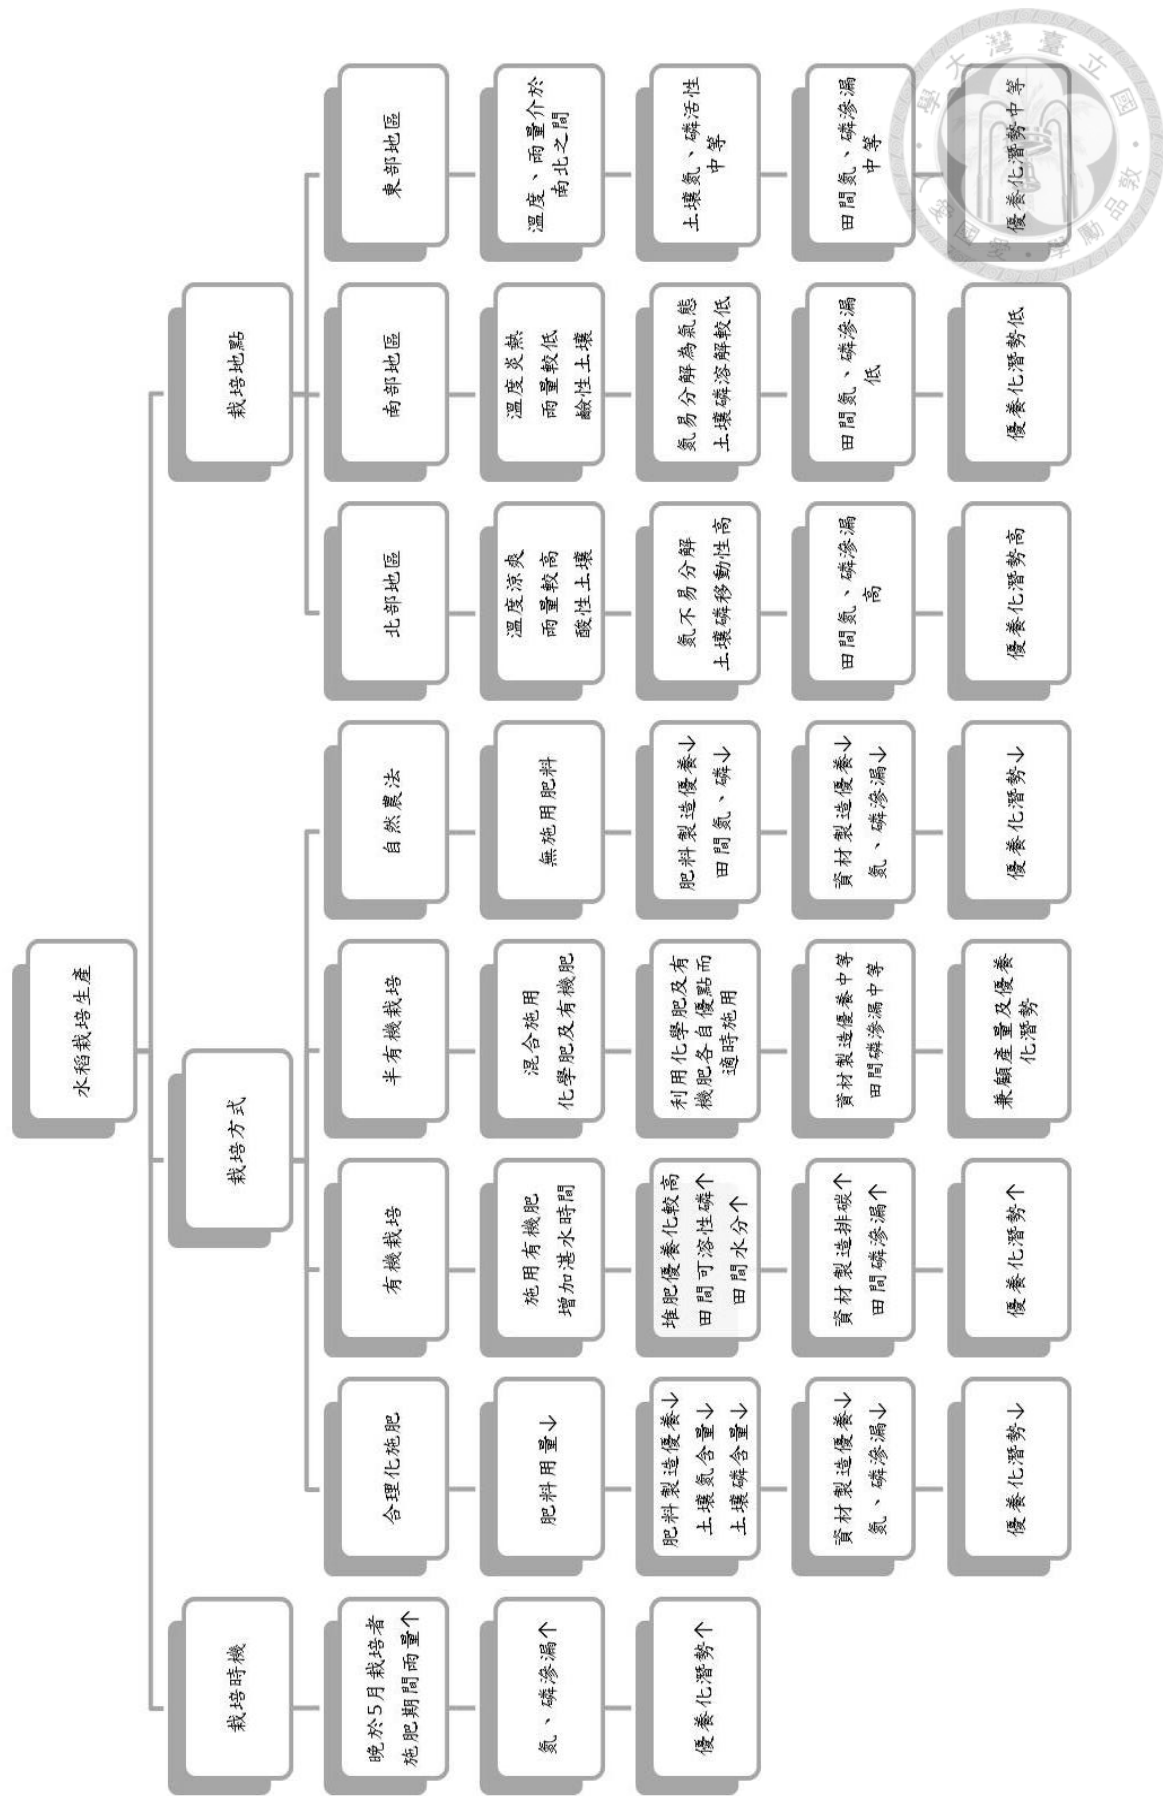 水稻栽培生產
栽培時機
栽培方式
栽培地點
晚於5月栽培者
施肥期間雨量↑
氮、磷滲漏↑
優養化潛勢↑
合理化施肥
肥料用量↓
肥料製造優養↓
土壤氮含量↓
土壤磷含量↓
資材製造優養↓
氮、磷滲漏↓
優養化潛勢↓
有機栽培
施用有機肥
增加湛水時間
堆肥優養化較高
田間可溶性磷↑
田間水分↑
資材製造排碳↑
田間磷滲漏↑
優養化潛勢↑
半有機栽培
混合施用
化學肥及有機肥
利用化學肥及有
機肥各自優點而
適時施用
資材製造優養中等
田間磷滲漏中等
兼顧產量及優養
化潛勢
自然農法
無施用肥料
肥料製造優養↓
田間氮、磷↓
資材製造優養↓
氮、磷滲漏↓
優養化潛勢↓
北部地區
溫度涼爽
雨量較高
酸性土壤
氮不易分解
土壤磷移動性高
田間氮、磷滲漏
高
優養化潛勢高
南部地區
溫度炎熱
雨量較低
鹼性土壤
氮易分解為氣態
土壤磷溶解較低
田間氮、磷滲漏
低
優養化潛勢低
東部地區
溫度、雨量介於
南北之間
土壤氮、磷活性
中等
田間氮、磷滲漏
中等
優養化潛勢中等
國立臺灣大學
敦品勵學·愛國愛人